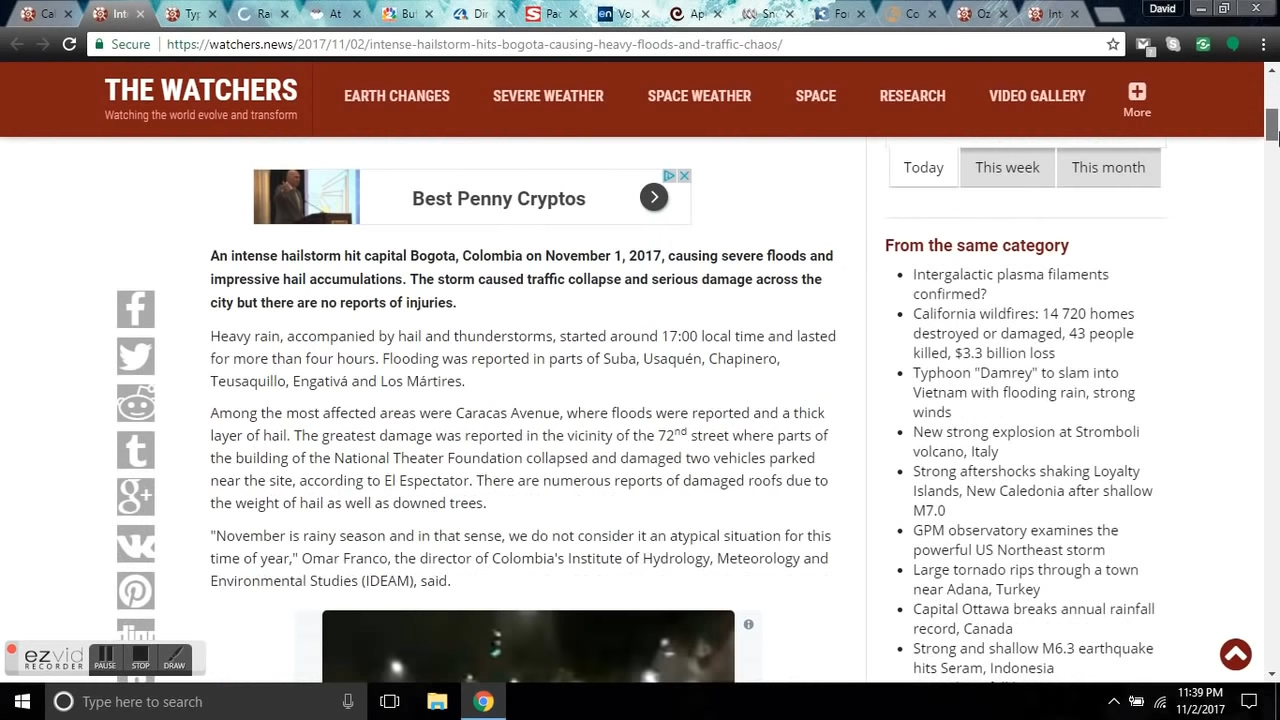 Cal
Inte
Typ
Rai
Atr
But
Dir
Pac
Vol
Ap
Sno
For
Co
Oz
Int
David
Secure
https://watchers.news/2017/11/02/intense-hailstorm-hits-bogota-causing-heavy-floods-and-traffic-chaos/
THE WATCHERS
Watching the world evolve and transform
EARTH CHANGES
SEVERE WEATHER
SPACE WEATHER
SPACE
RESEARCH
VIDEO GALLERY
More
Best Penny Cryptos
An intense hailstorm hit capital Bogota, Colombia on November 1, 2017, causing severe floods and
impressive hail accumulations. The storm caused traffic collapse and serious damage across the
city but there are no reports of injuries.
Heavy rain, accompanied by hail and thunderstorms, started around 17:00 local time and lasted
for more than four hours. Flooding was reported in parts of Suba, Usaquén, Chapinero,
Teusaquillo, Engativá and Los Mártires.
Among the most affected areas were Caracas Avenue, where floods were reported and a thick
layer of hail. The greatest damage was reported in the vicinity of the 72nd street where parts of
the building of the National Theater Foundation collapsed and damaged two vehicles parked
near the site, according to El Espectator. There are numerous reports of damaged roofs due to
the weight of hail as well as downed trees.
"November is rainy season and in that sense, we do not consider it an atypical situation for this
time of year," Omar Franco, the director of Colombia's Institute of Hydrology, Meteorology and
Environmental Studies (IDEAM), said.
Today
This week
This month
From the same category
Intergalactic plasma filaments
confirmed?
California wildfires: 14 720 homes
destroyed or damaged, 43 people
killed, $3.3 billion loss
Typhoon "Damrey" to slam into
Vietnam with flooding rain, strong
winds
New strong explosion at Stromboli
volcano, Italy
Strong aftershocks shaking Loyalty
Islands, New Caledonia after shallow
M7.0
GPM observatory examines the
powerful US Northeast storm
Large tornado rips through a town
near Adana, Turkey
Capital Ottawa breaks annual rainfall
record, Canada
Strong and shallow M6.3 earthquake
hits Seram, Indonesia
ezvid
RECORDER
PAUSE
STOP
DRAW
Type here to search
11:39 PM
11/2/2017